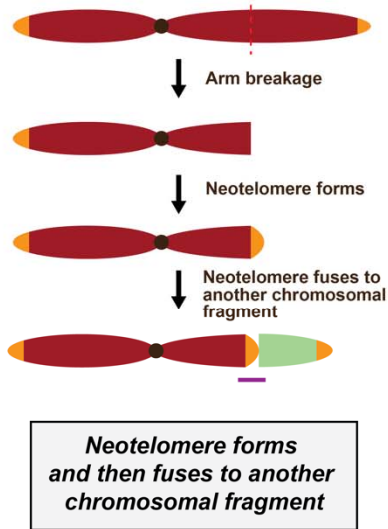 Arm breakage
Neotelomere forms
Neotelomere fuses to
another chromosomal
fragment
Neotelomere forms
and then fuses to another
chromosomal fragment